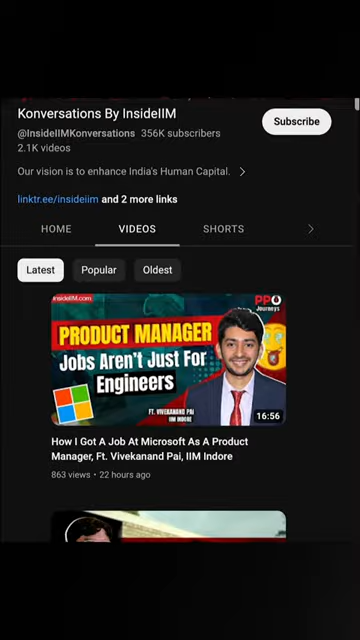 Konversations By InsideIIM
@InsideIIMKonversations 356K subscribers
2.1K videos
Subscribe
Our vision is to enhance India's Human Capital.
linktr.ee/insideiim and 2 more links
HOME VIDEOS SHORTS
Latest Popular Oldest
InsideIIM.com
PPO
Journeys
PRODUCT MANAGER
Jobs Aren't Just For
Engineers
FT. VIVEKANAND PAI,
IIM INDORE
16:56
How I Got A Job At Microsoft As A Product
Manager, Ft. Vivekanand Pai, IIM Indore
863 views • 22 hours ago